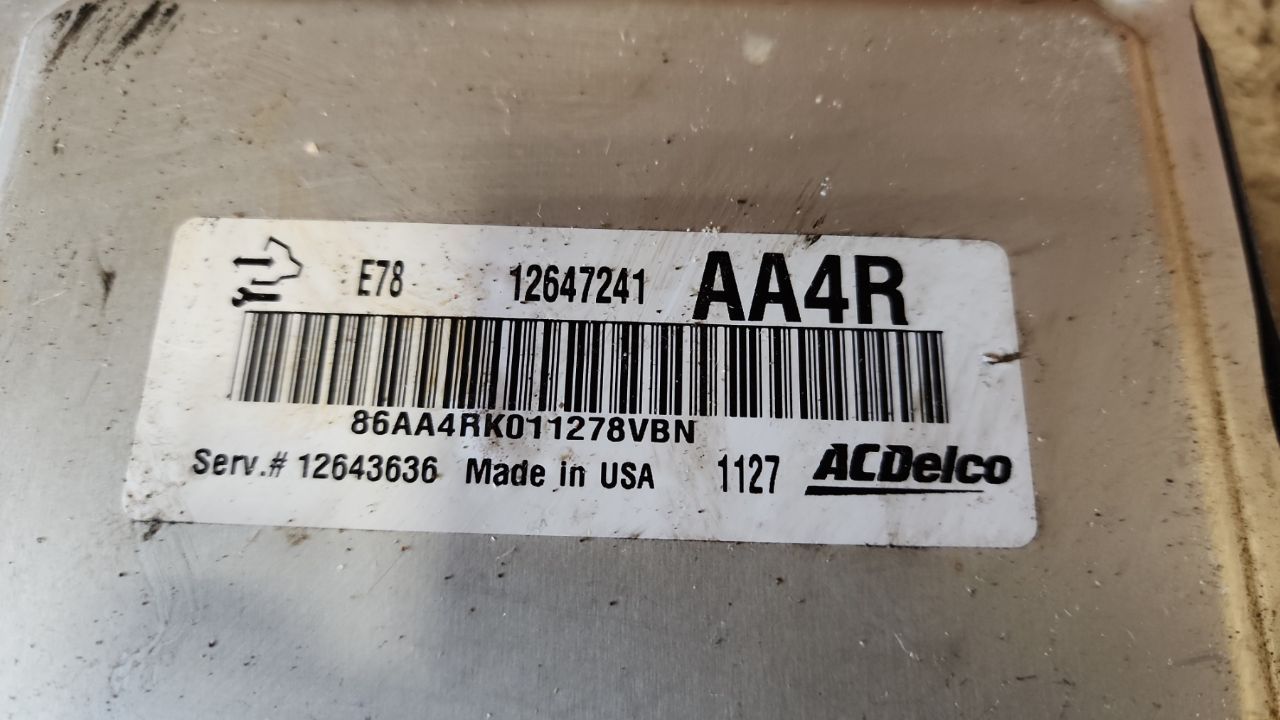 E78 12647241 AA4R
86AA4RK011278VBN
Serv.# 12643636 Made in USA 1127 ACDelco